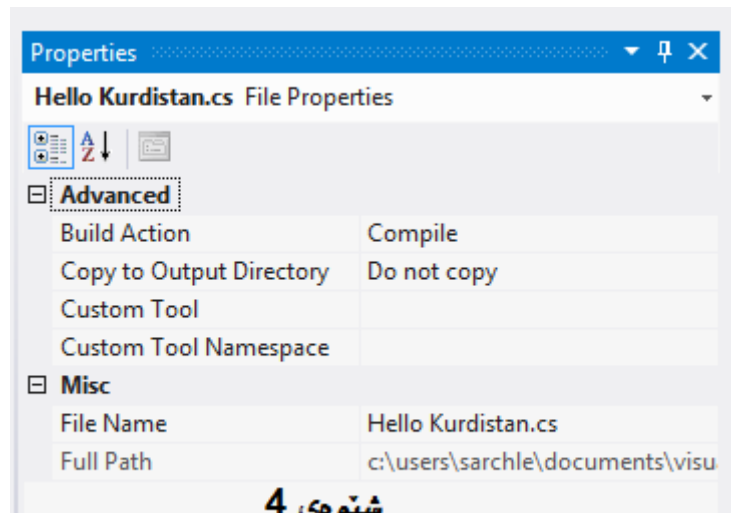 Properties
Hello Kurdistan.cs File Properties
Advanced
Build Action Compile
Copy to Output Directory Do not copy
Custom Tool
Custom Tool Namespace
Misc
File Name Hello Kurdistan.cs
Full Path c:\users\sarchle\documents\visu
شێوەی 4